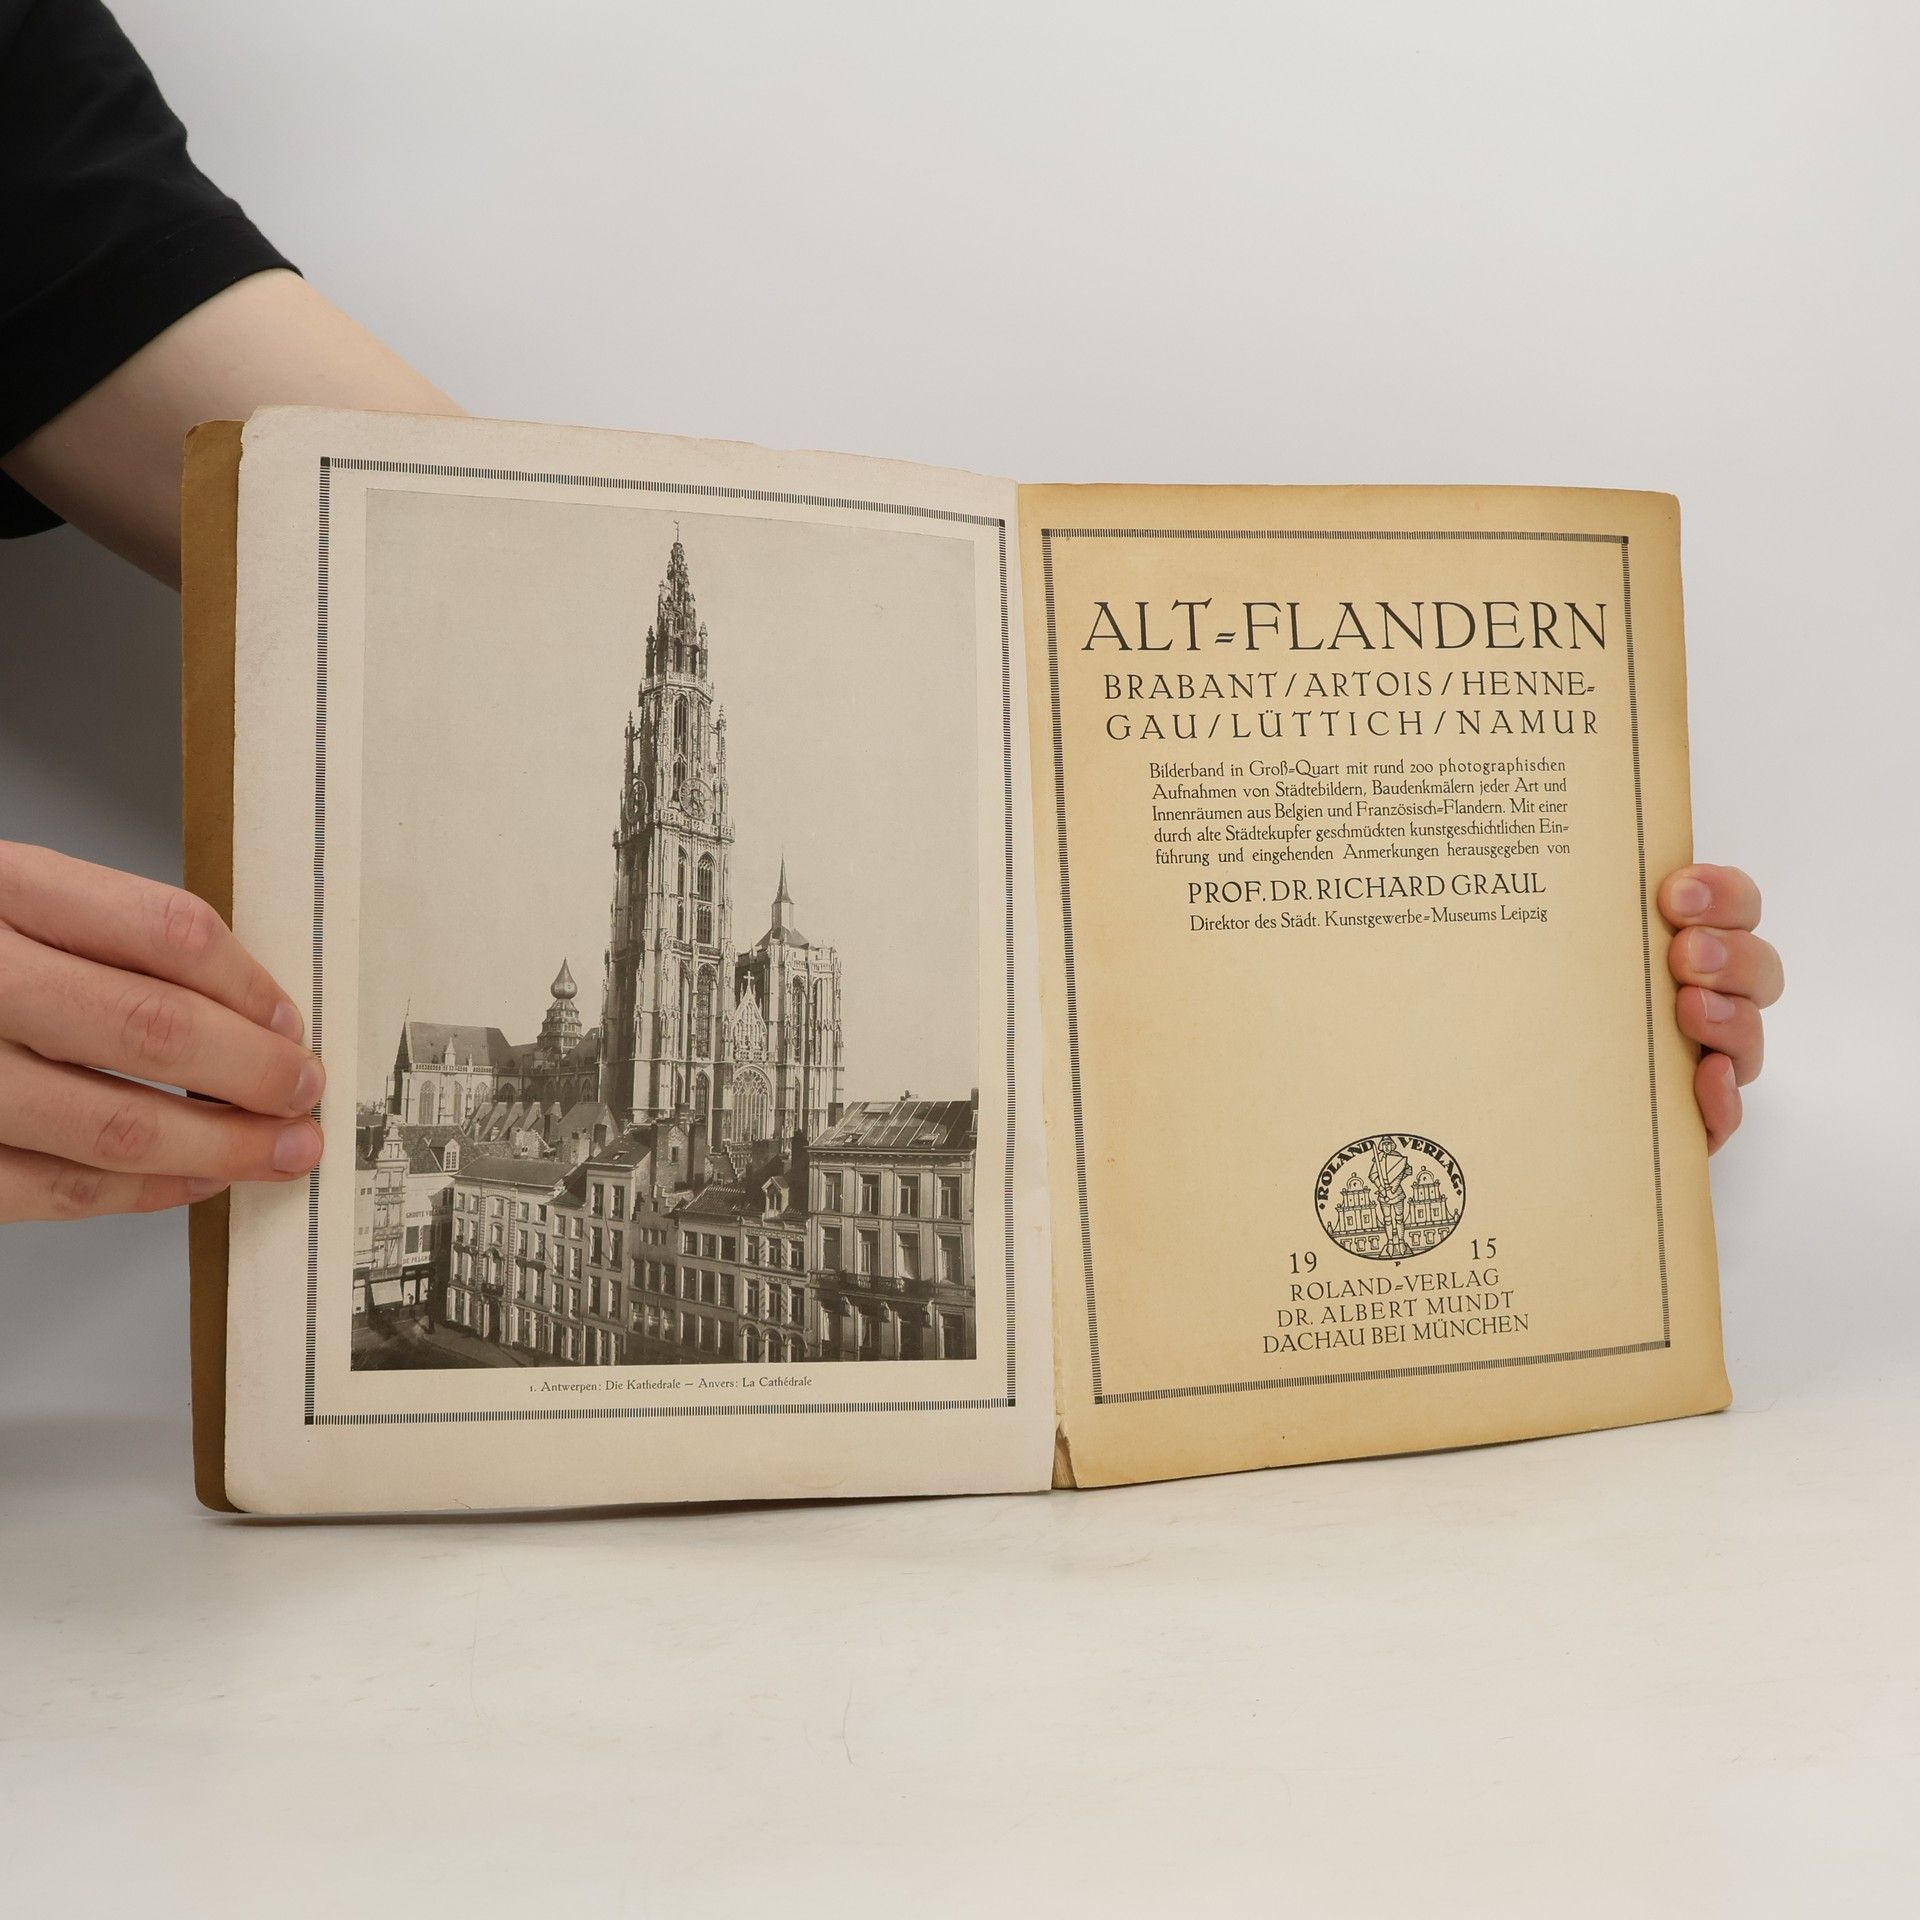 GROOTE VO
1. Antwerpen: Die Kathedrale — Anvers: La Cathédrale
ALT-FLANDERN
BRABANT/ARTOIS/HENNE-
GAU/LÜTTICH/NAMUR
Bilderband in Groß-Quart mit rund 200 photographischen
Aufnahmen von Städtebildern, Baudenkmälern jeder Art und
Innenräumen aus Belgien und Französisch-Flandern. Mit einer
durch alte Städtekupfer geschmückten kunstgeschichtlichen Ein-
führung und eingehenden Anmerkungen herausgegeben von
PROF. DR. RICHARD GRAUL
Direktor des Städt. Kunstgewerbe-Museums Leipzig
ROLAND VERLAG
19 15
ROLAND-VERLAG
DR. ALBERT MUNDT
DACHAU BEI MÜNCHEN